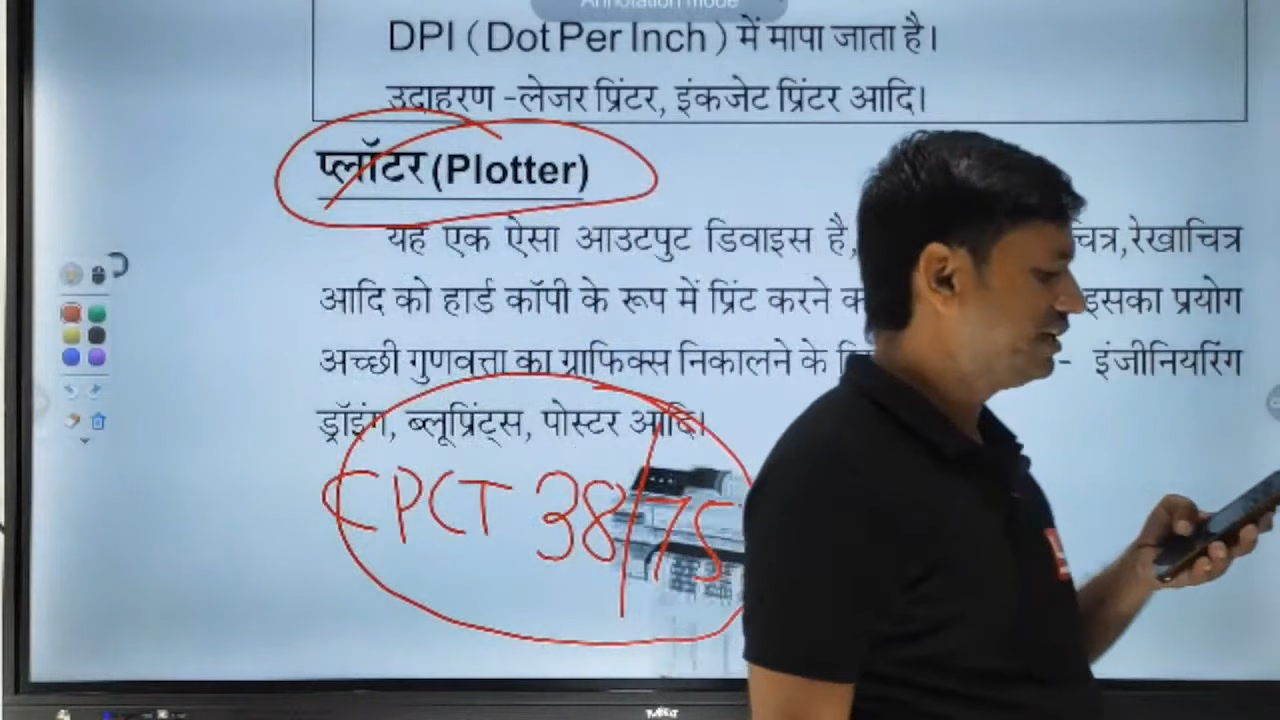 Annotation mode
DPI ( Dot Per Inch ) में मापा जाता है।
उदाहरण -लेजर प्रिंटर, इंकजेट प्रिंटर आदि।
प्लॉटर (Plotter)
यह एक ऐसा आउटपुट डिवाइस है, रेखाचित्र
आदि को हार्ड कॉपी के रूप में प्रिंट करने इसका प्रयोग
अच्छी गुणवत्ता का ग्राफिक्स निकालने के - इंजीनियरिंग
ड्रॉइंग, ब्लूप्रिंट्स, पोस्टर आदि।
CPCT 38/75